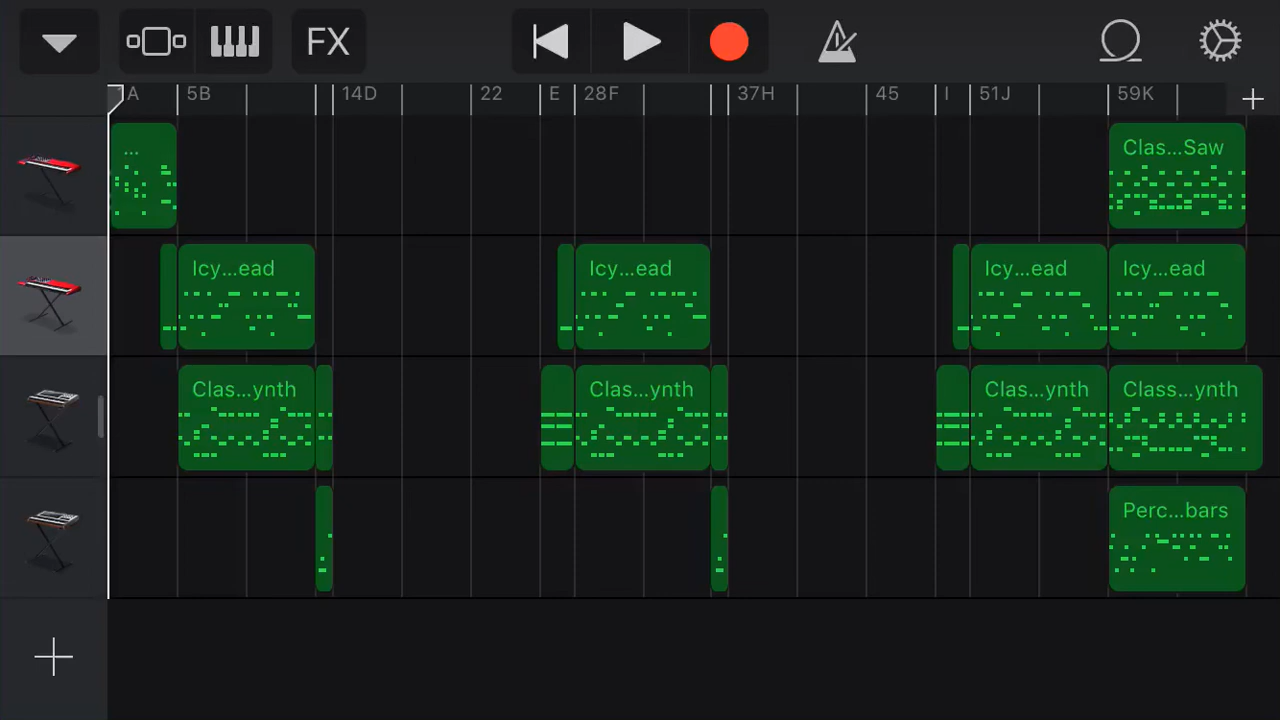 FX
A 5B 14D 22 E 28F 37H 45 I 51J 59K
...
Clas...Saw
Icy...ead
Icy...ead
Icy...ead
Icy...ead
Clas...ynth
Clas...ynth
Clas...ynth
Class...ynth
Perc...bars